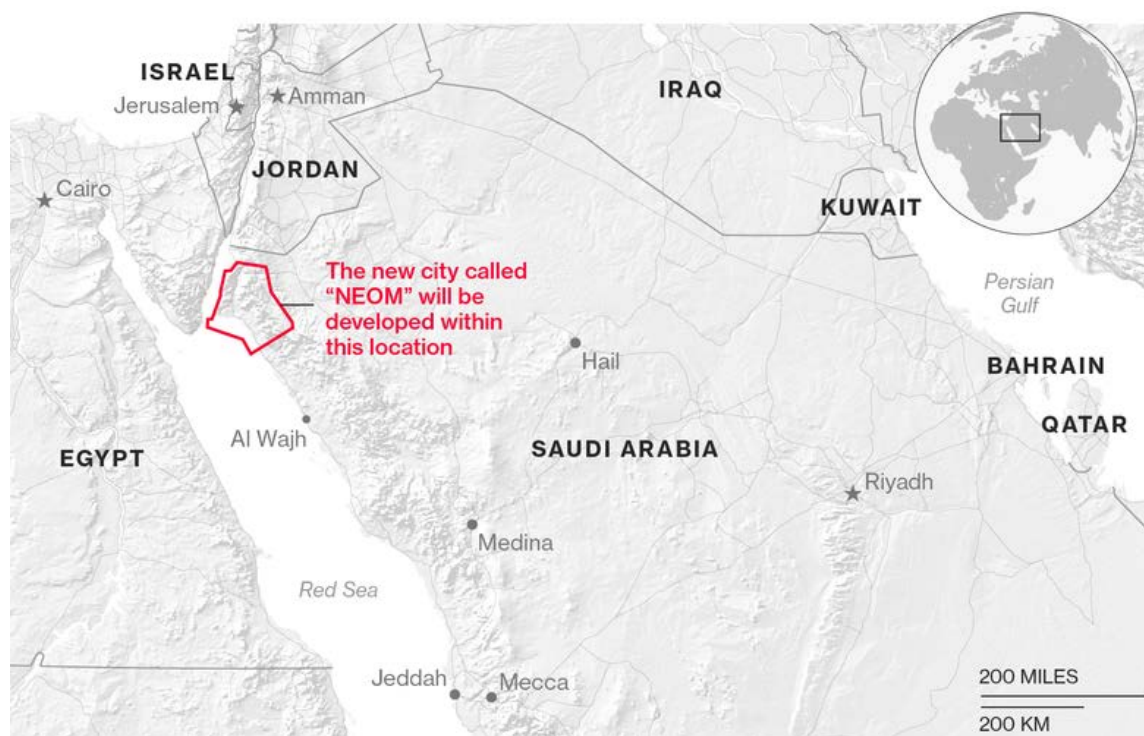 ISRAEL
Jerusalem
Amman
IRAQ
JORDAN
Cairo
KUWAIT
The new city called
“NEOM” will be
developed within
this location
Persian
Gulf
Hail
BAHRAIN
Al Wajh
QATAR
EGYPT
SAUDI ARABIA
Riyadh
Medina
Red Sea
Jeddah
Mecca
200 MILES
200 KM